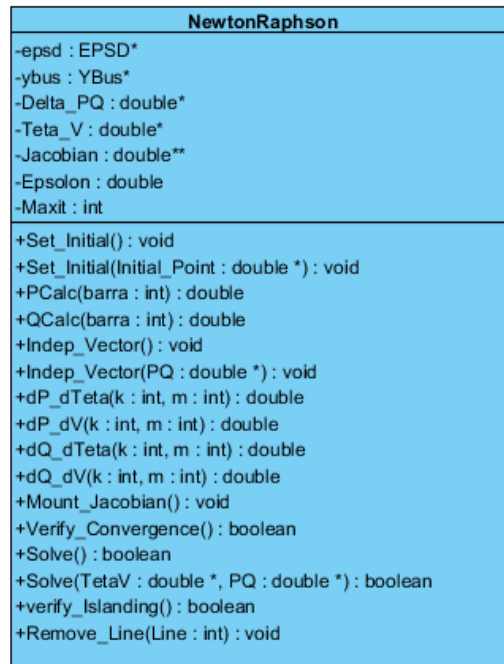 NewtonRaphson
-epsd : EPSD*
-ybus : YBus*
-Delta_PQ : double*
-Teta_V : double*
-Jacobian : double**
-Epsolon : double
-Maxit : int
+Set_Initial() : void
+Set_Initial(Initial_Point : double *) : void
+PCalc(barra : int) : double
+QCalc(barra : int) : double
+Indep_Vector() : void
+Indep_Vector(PQ : double *) : void
+dP_dTeta(k : int, m : int) : double
+dP_dV(k : int, m : int) : double
+dQ_dTeta(k : int, m : int) : double
+dQ_dV(k : int, m : int) : double
+Mount_Jacobian() : void
+Verify_Convergence() : boolean
+Solve() : boolean
+Solve(TetaV : double *, PQ : double *) : boolean
+verify_Islanding() : boolean
+Remove_Line(Line : int) : void